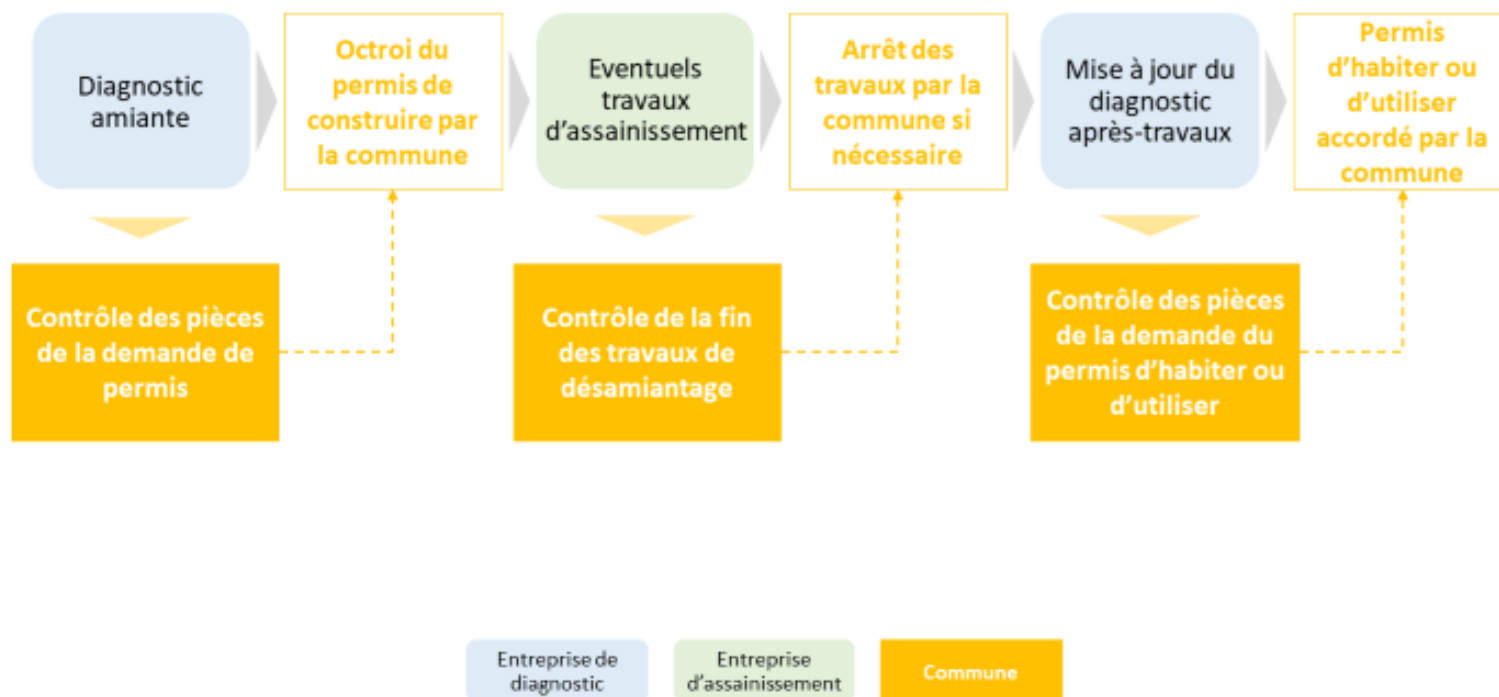 Diagnostic
amiante
Octroi du
permis de
construire par
la commune
Eventuels
travaux
d'assainissement
Arrêt des
travaux par la
commune si
nécessaire
Mise à jour du
diagnostic
après-travaux
Permis
d'habiter ou
d'utiliser
accordé par la
commune
Contrôle des pièces
de la demande de
permis
Contrôle de la fin
des travaux de
désamiantage
Contrôle des pièces
de la demande du
permis d'habiter ou
d'utiliser
Entreprise de
diagnostic
Entreprise
d'assainissement
Commune